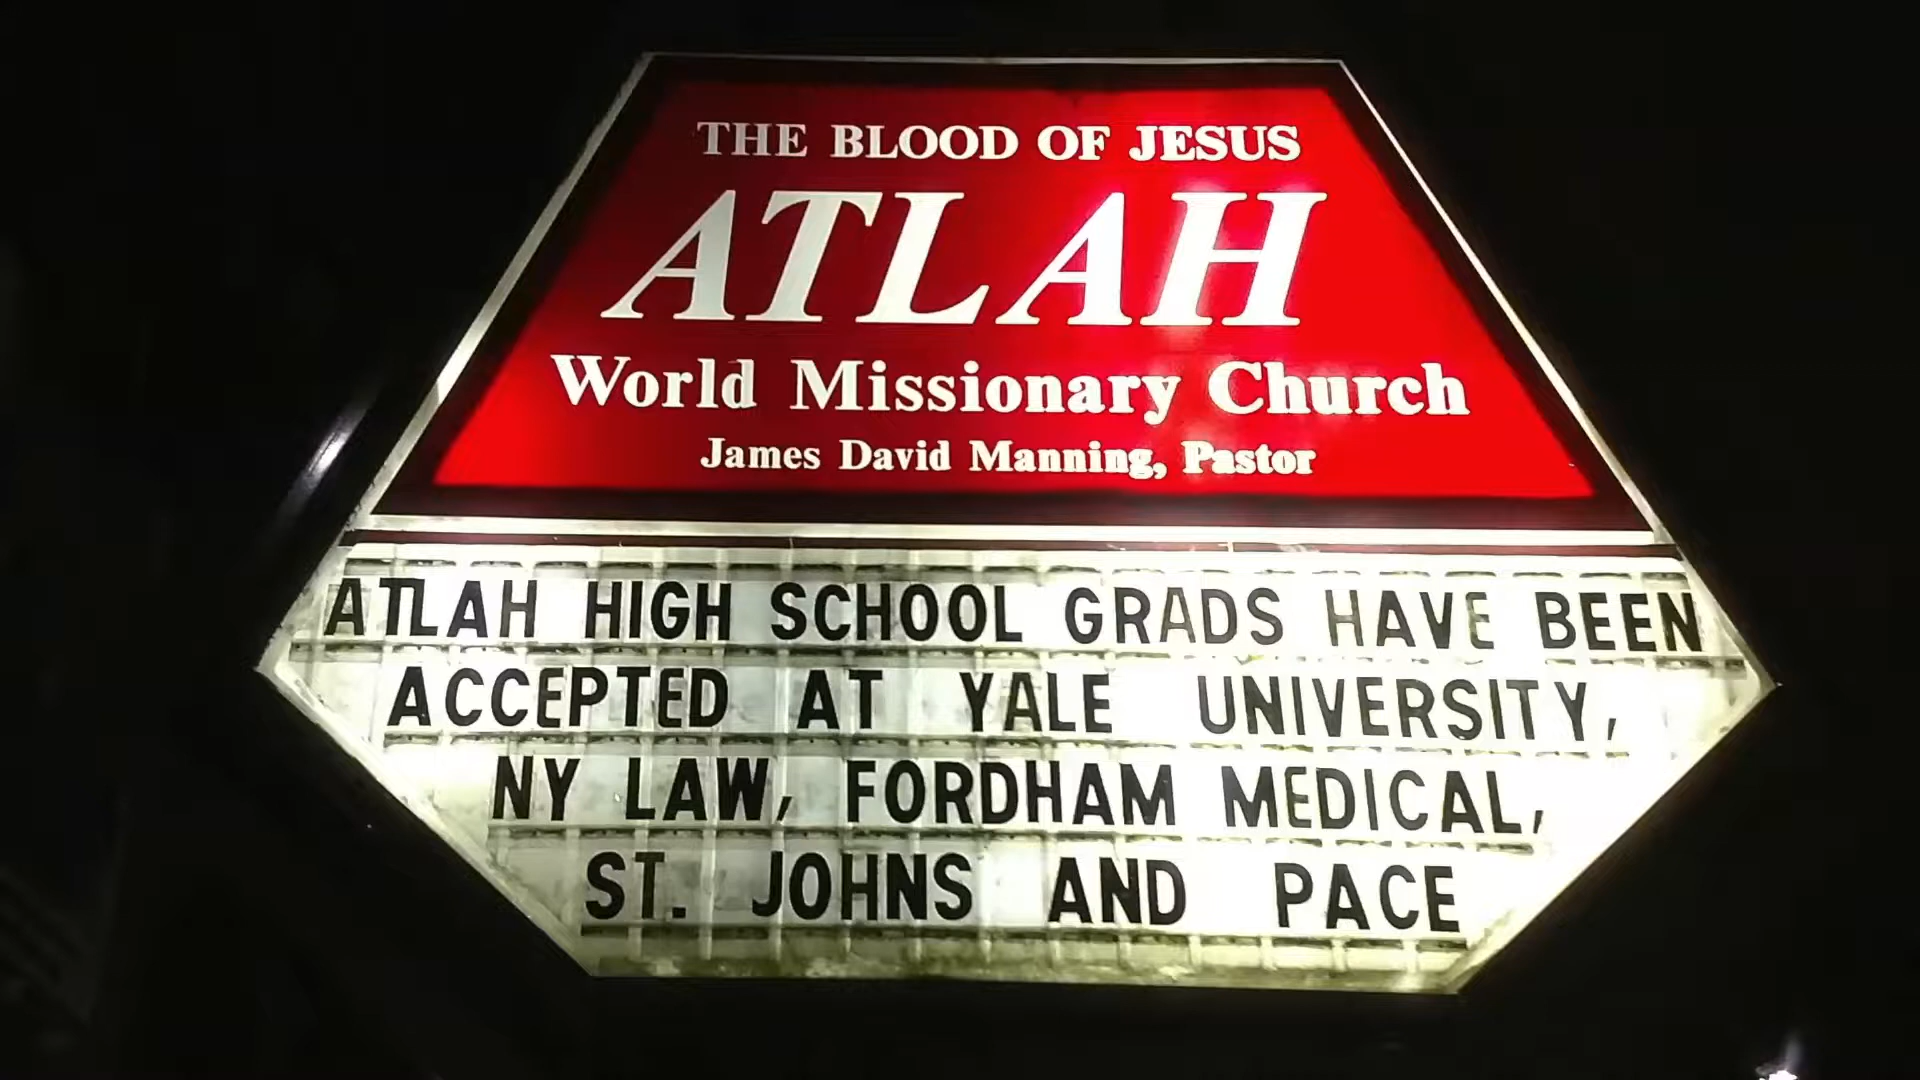 THE BLOOD OF JESUS
ATLAH
World Missionary Church
James David Manning, Pastor
ATLAH HIGH SCHOOL GRADS HAVE BEEN
ACCEPTED AT YALE UNIVERSITY,
NY LAW, FORDHAM MEDICAL,
ST. JOHNS AND PACE